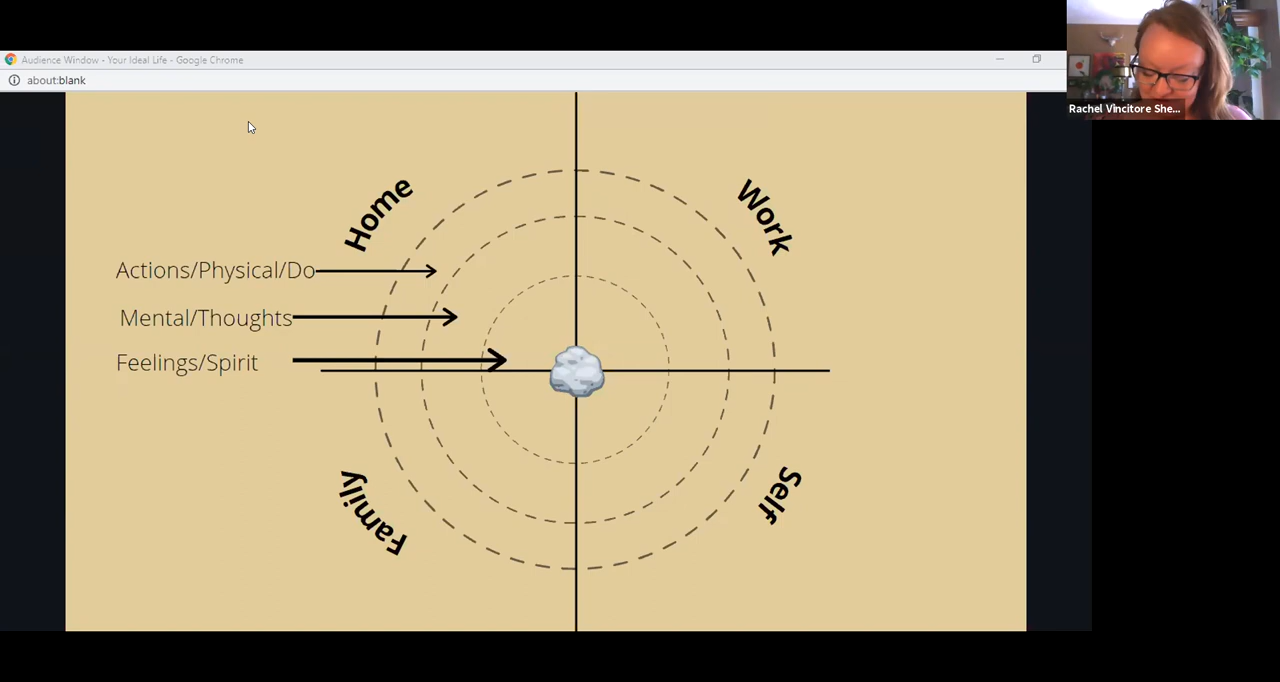 Audience Window - Your Ideal Life - Google Chrome
about:blank
Rachel Vincitore She...
Home
Work
Actions/Physical/Do
Mental/Thoughts
Feelings/Spirit
Family
Self